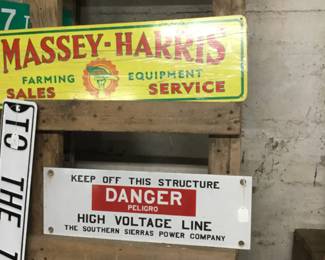 7
MASSEY-HARRIS
FARMING EQUIPMENT
SALES SERVICE
TO THE
KEEP OFF THIS STRUCTURE
DANGER
PELIGRO
HIGH VOLTAGE LINE
THE SOUTHERN SIERRAS POWER COMPANY